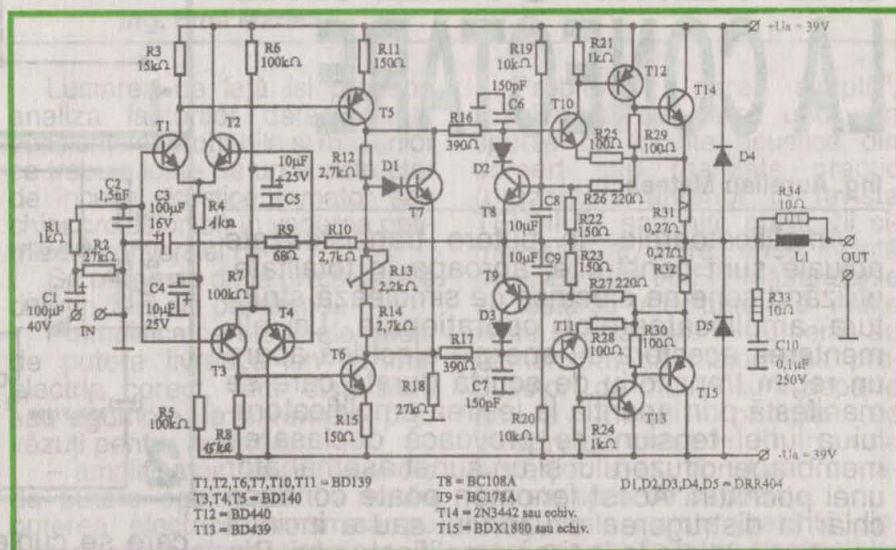 +Ua = 39V
R3
15kΩ
R6
100kΩ
R11
150Ω
R19
10kΩ
R21
1kΩ
T12
T14
150pF
C6
T1
T2
T5
R16
390Ω
T10
R25
100Ω
R29
100Ω
D4
C2
1,5nF
C3
100µF
16V
10µF
25V
C5
R12
2,7kΩ
D1
T7
D2
T8
R26 220Ω
R1
1kΩ
R2
27kΩ
R4
1kΩ
C8
10µF
R22
150Ω
R31
0,27Ω
R34
10Ω
R9
68Ω
R10
2,7kΩ
R13
2,2kΩ
10µF
C9
R23
150Ω
0,27Ω
R32
L1
OUT
C1
100µF
40V
IN
C4
10µF
25V
R7
100kΩ
T4
R14
2,7kΩ
T9
R27 220Ω
D3
R33
10Ω
T3
T6
R17
390Ω
T11
R28
100Ω
R30
100Ω
D5
C10
0,1µF
250V
R5
100kΩ
R8
15kΩ
R15
150Ω
R18
27kΩ
C7
150pF
R20
10kΩ
R24
1kΩ
T13
T15
-Ua = 39V
T1,T2,T6,T7,T10,T11 = BD139
T3,T4,T5 = BD140
T12 = BD440
T13 = BD439
T8 = BC108A
T9 = BC178A
T14 = 2N3442 sau echiv.
T15 = BDX1880 sau echiv.
D1,D2,D3,D4,D5 = DRR404